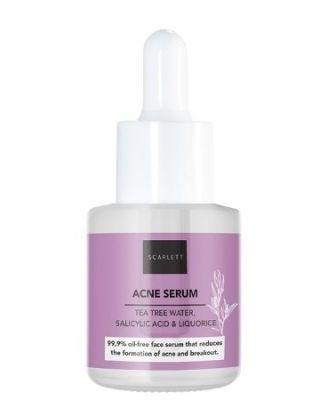 SCARLETT
ACNE SERUM
TEA TREE WATER,
SALICYLIC ACID & LIQUORICE
99,9% oil-free face serum that reduces
the formation of acne and breakout.